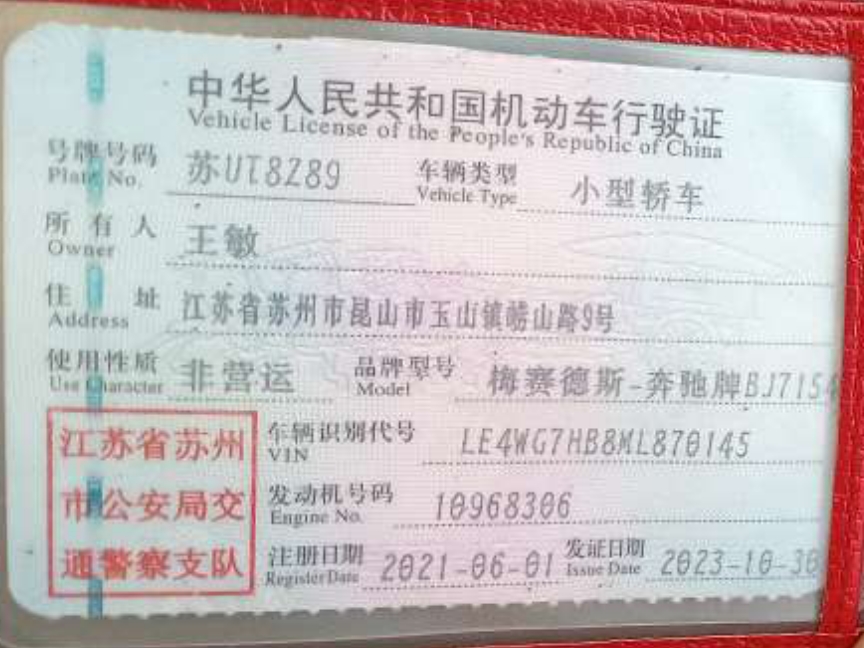 中华人民共和国机动车行驶证
Vehicle License of the People's Republic of China
号牌号码 苏UT8Z89 车辆类型 小型轿车
Plate No. Vehicle Type
所有人 王敏
Owner
住址 江苏省苏州市昆山市玉山镇崂山路9号
Address
使用性质 非营运 品牌型号 梅赛德斯-奔驰牌BJ7154
Use Character Model
江苏省苏州 车辆识别代号 LE4WG7HB8ML870145
VIN
市公安局交 发动机号码 10968306
Engine No.
通警察支队 注册日期 2021-06-01 发证日期 2023-10-30
Register Date Issue Date